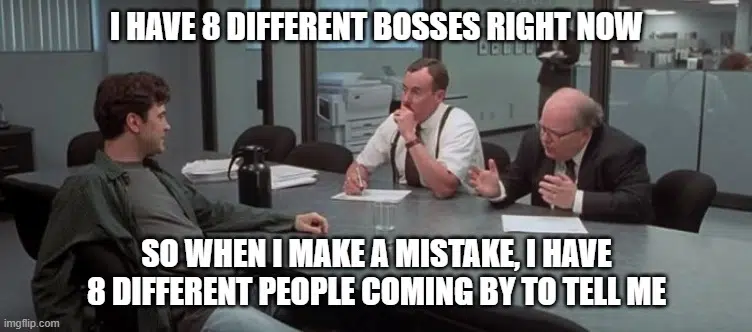 I HAVE 8 DIFFERENT BOSSES RIGHT NOW
SO WHEN I MAKE A MISTAKE, I HAVE
8 DIFFERENT PEOPLE COMING BY TO TELL ME
imgflip.com